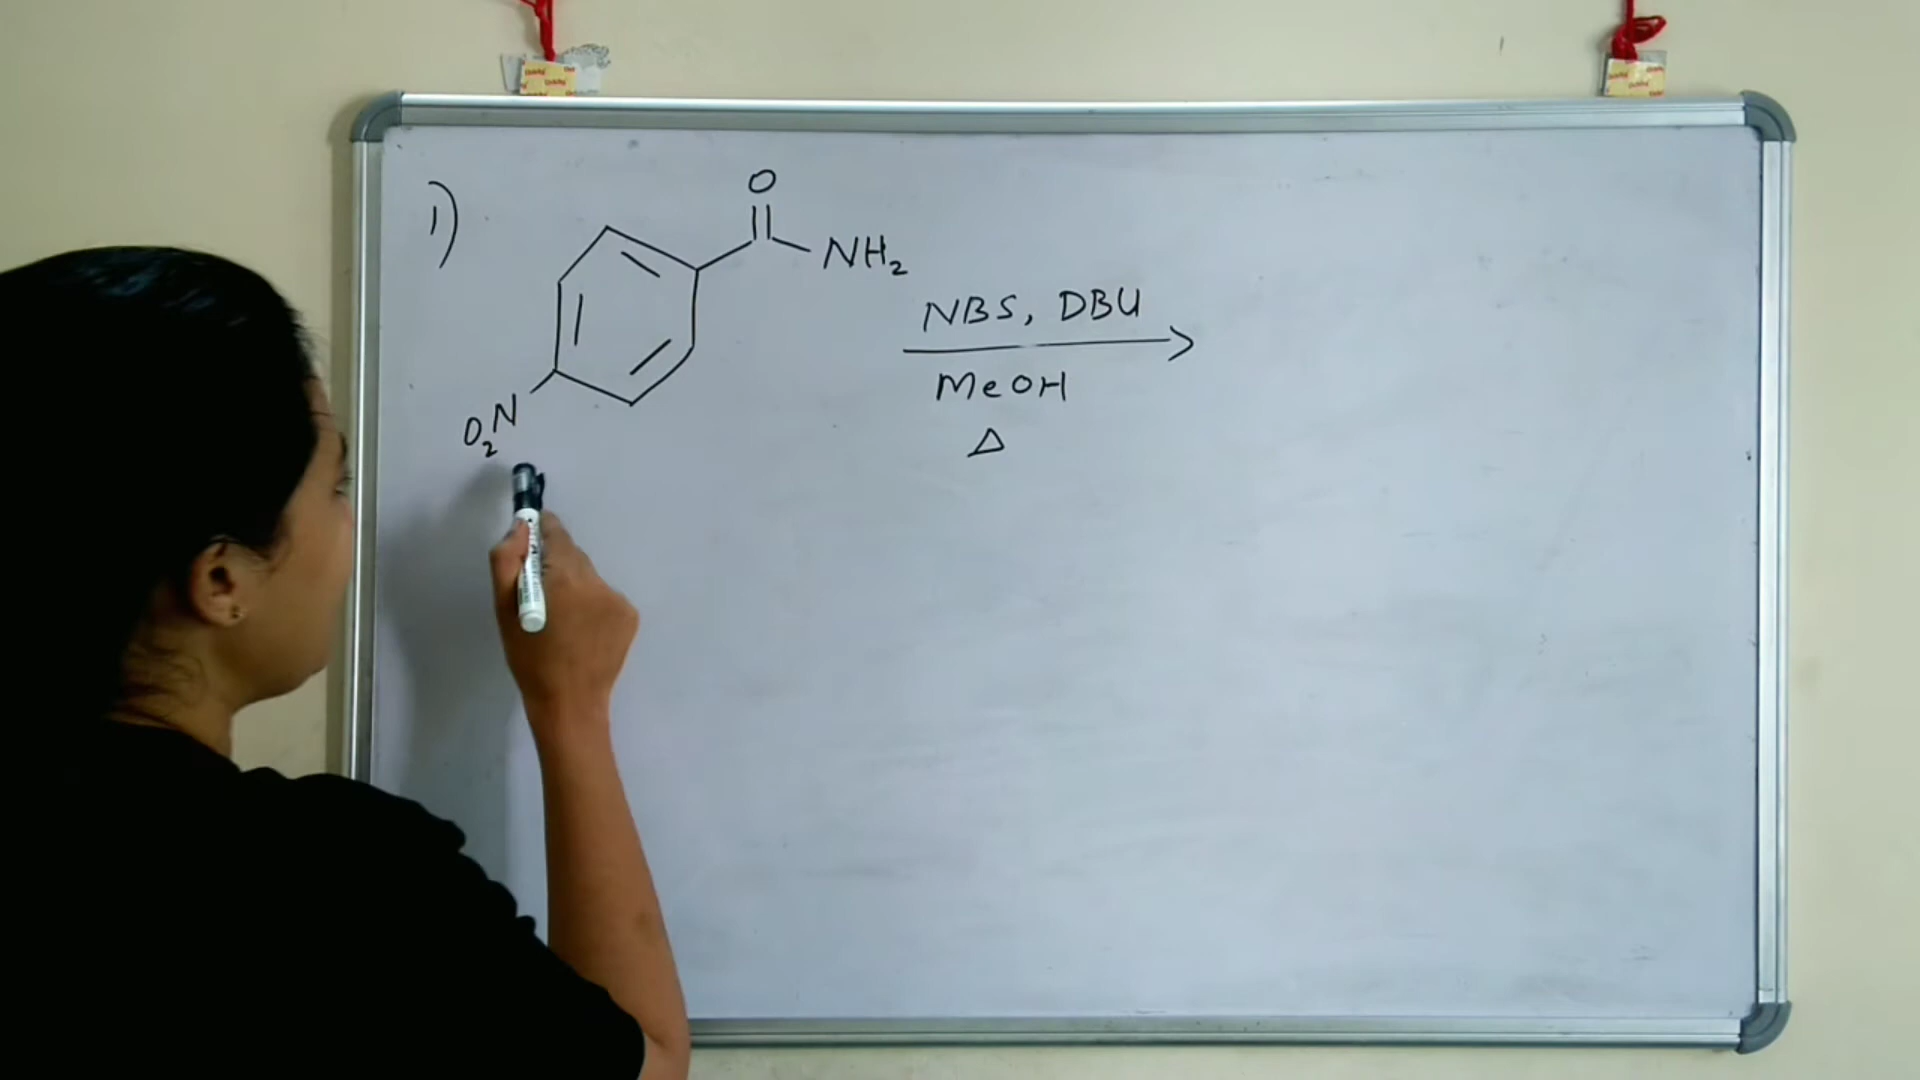 1)
O
NH2
NBS, DBU
MeOH
Δ
O2N